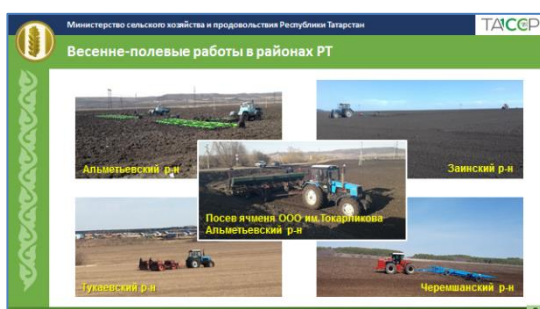 Министерство сельского хозяйства и продовольствия Республики Татарстан
ТАССР
Весенне-полевые работы в районах РТ
Альметьевский р-н
Заинский р-н
Посев ячменя ООО им.Токарликова
Альметьевский р-н
Тукаевский р-н
Черемшанский р-н